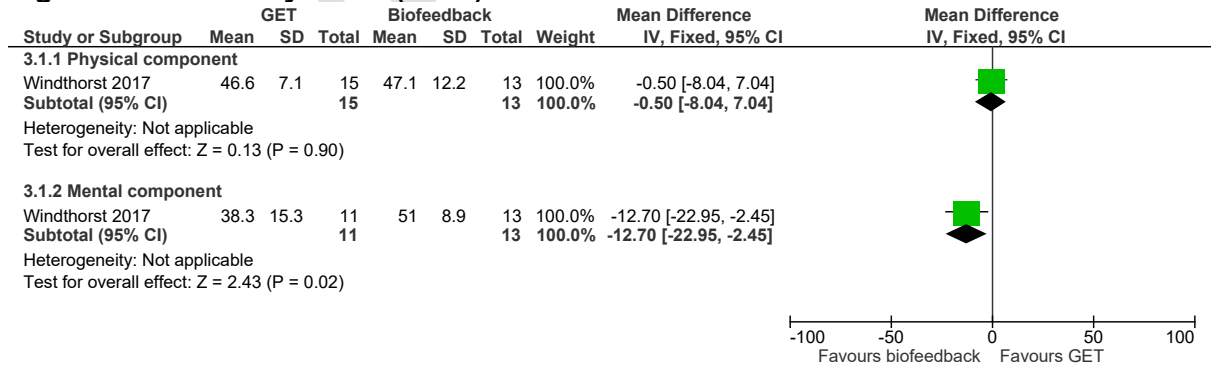 GET Biofeedback Mean Difference Mean Difference
Study or Subgroup Mean SD Total Mean SD Total Weight IV, Fixed, 95% CI IV, Fixed, 95% CI
3.1.1 Physical component
Windthorst 2017 46.6 7.1 15 47.1 12.2 13 100.0% -0.50 [-8.04, 7.04]
Subtotal (95% CI) 15 13 100.0% -0.50 [-8.04, 7.04]
Heterogeneity: Not applicable
Test for overall effect: Z = 0.13 (P = 0.90)
3.1.2 Mental component
Windthorst 2017 38.3 15.3 11 51 8.9 13 100.0% -12.70 [-22.95, -2.45]
Subtotal (95% CI) 11 13 100.0% -12.70 [-22.95, -2.45]
Heterogeneity: Not applicable
Test for overall effect: Z = 2.43 (P = 0.02)
-100 -50 0 50 100
Favours biofeedback Favours GET